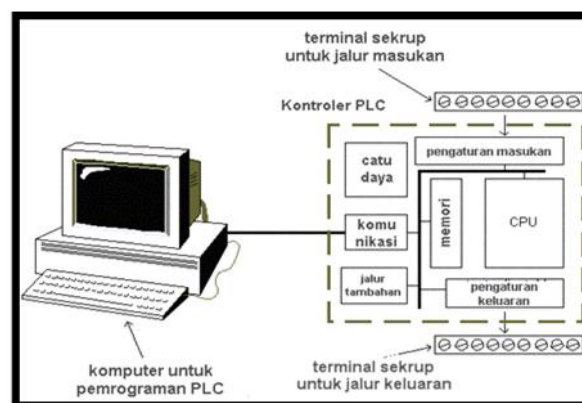 terminal sekrup
untuk jalur masukan
Kontroler PLC
pengaturan masukan
catu
daya
memori
CPU
komu
nikasi
jalur
tambahan
pengaturan
keluaran
komputer untuk
pemrograman PLC
terminal sekrup
untuk jalur keluaran